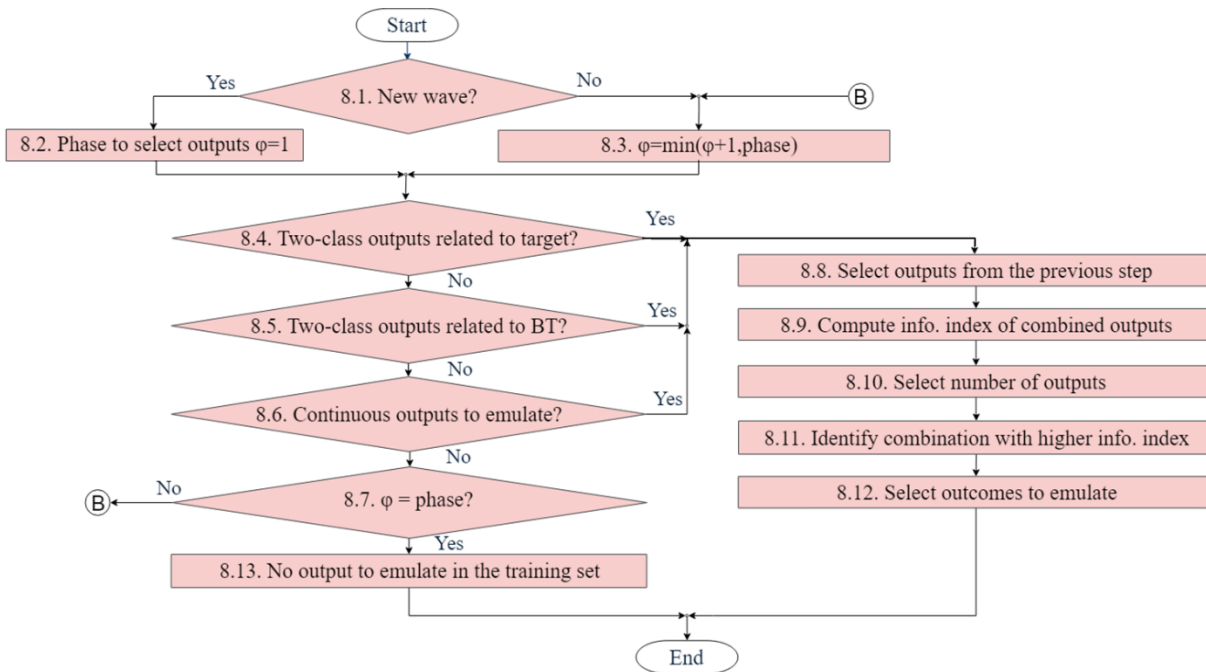 Start
Yes
No
8.1. New wave?
B
8.2. Phase to select outputs φ=1
8.3. φ=min(φ+1,phase)
8.4. Two-class outputs related to target?
Yes
No
8.5. Two-class outputs related to BT?
Yes
No
8.6. Continuous outputs to emulate?
Yes
No
8.7. φ = phase?
No
B
Yes
8.13. No output to emulate in the training set
8.8. Select outputs from the previous step
8.9. Compute info. index of combined outputs
8.10. Select number of outputs
8.11. Identify combination with higher info. index
8.12. Select outcomes to emulate
End